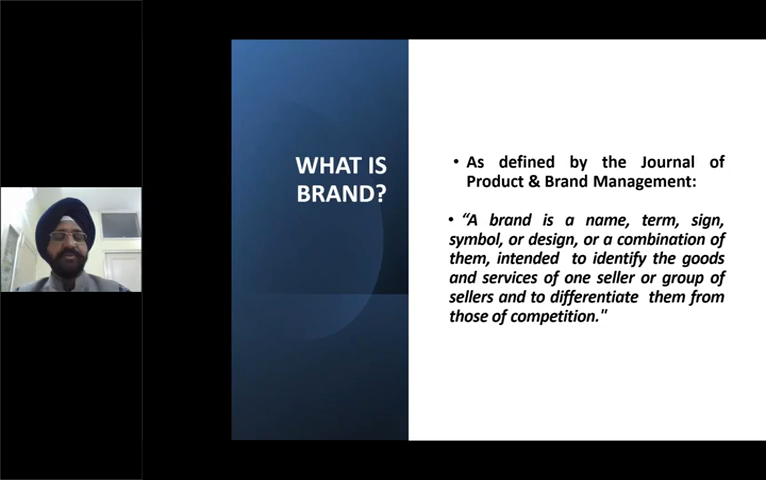 WHAT IS
BRAND?
• As defined by the Journal of
Product & Brand Management:
• “A brand is a name, term, sign,
symbol, or design, or a combination of
them, intended to identify the goods
and services of one seller or group of
sellers and to differentiate them from
those of competition."